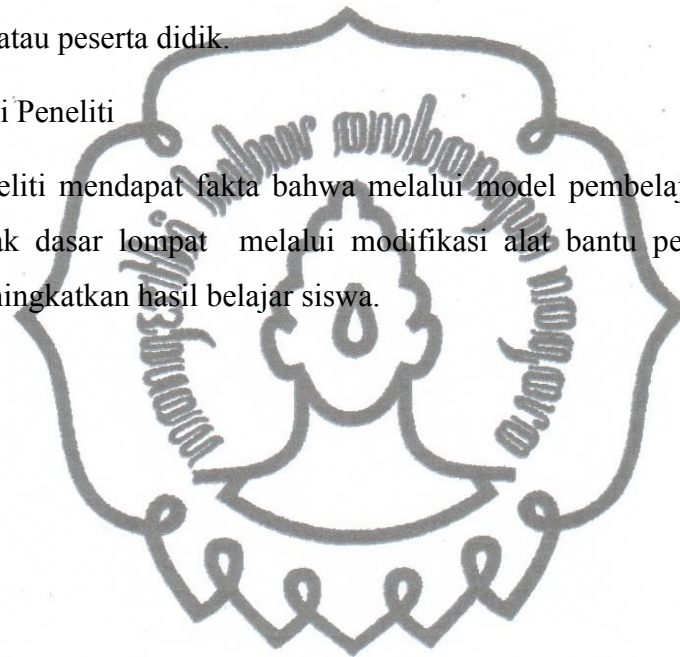 atau peserta didik.
i Peneliti
eliti mendapat fakta bahwa melalui model pembelaj
ak dasar lompat melalui modifikasi alat bantu pe
ningkatkan hasil belajar siswa.